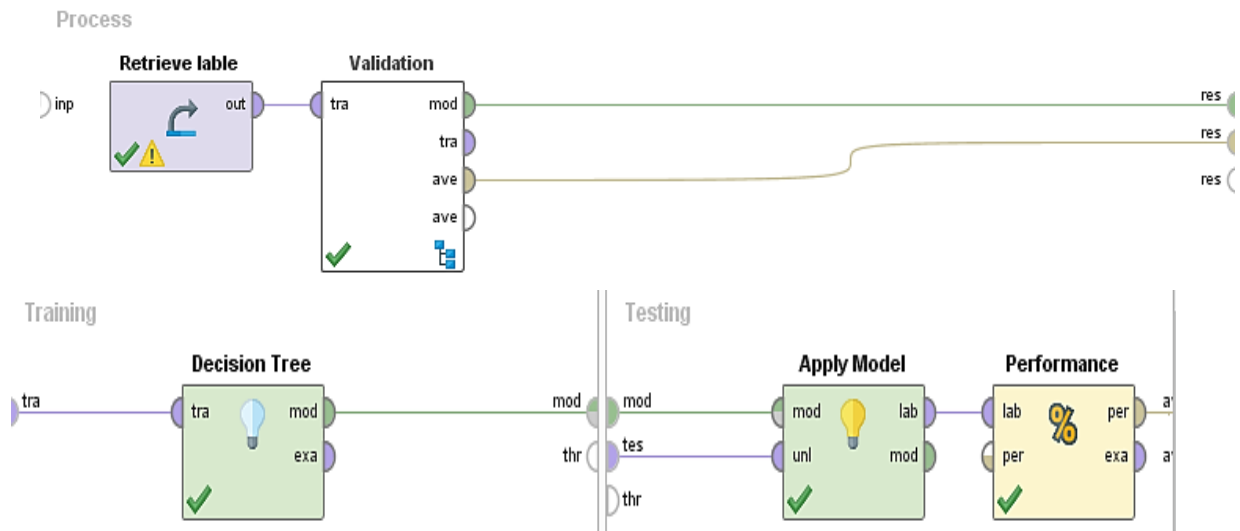 Process
Retrieve lable
Validation
inp
out
tra
mod
tra
ave
ave
res
res
res
Training
Testing
Decision Tree
Apply Model
Performance
tra
tra
mod
exa
mod
thr
mod
tes
thr
mod
unl
lab
mod
lab
per
per
exa
%